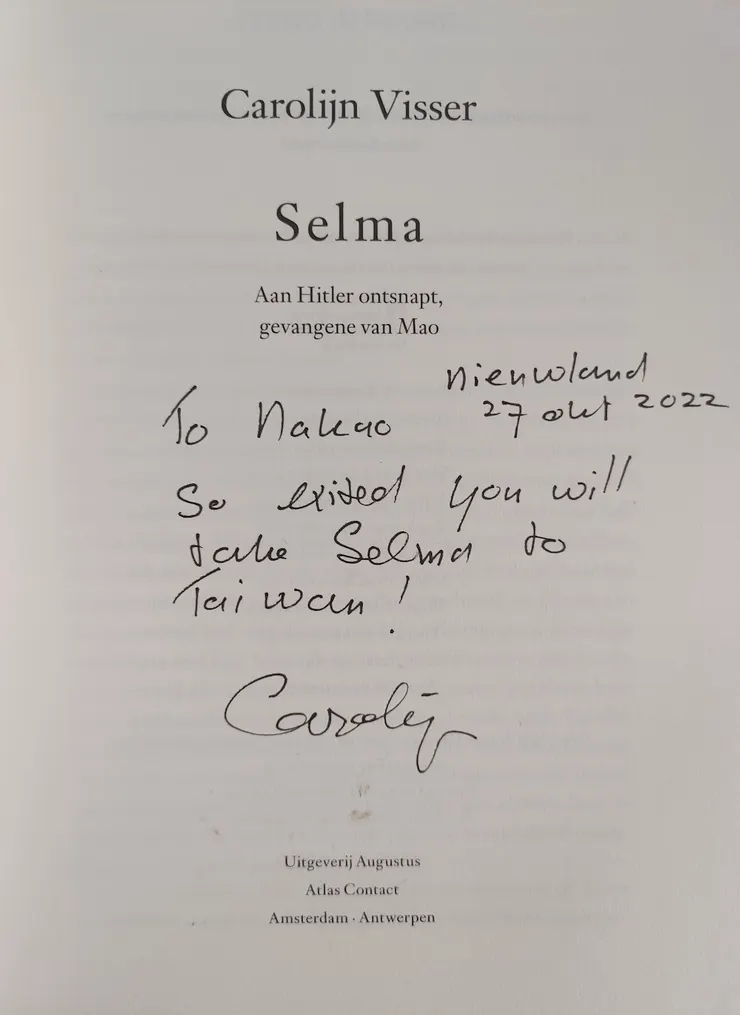 Carolijn Visser
Selma
Aan Hitler ontsnapt,
gevangene van Mao
Nieuwland
27 okt 2022
To Nakao
So exited you will
take Selma to
Taiwan!
Carolijn
Uitgeverij Augustus
Atlas Contact
Amsterdam · Antwerpen